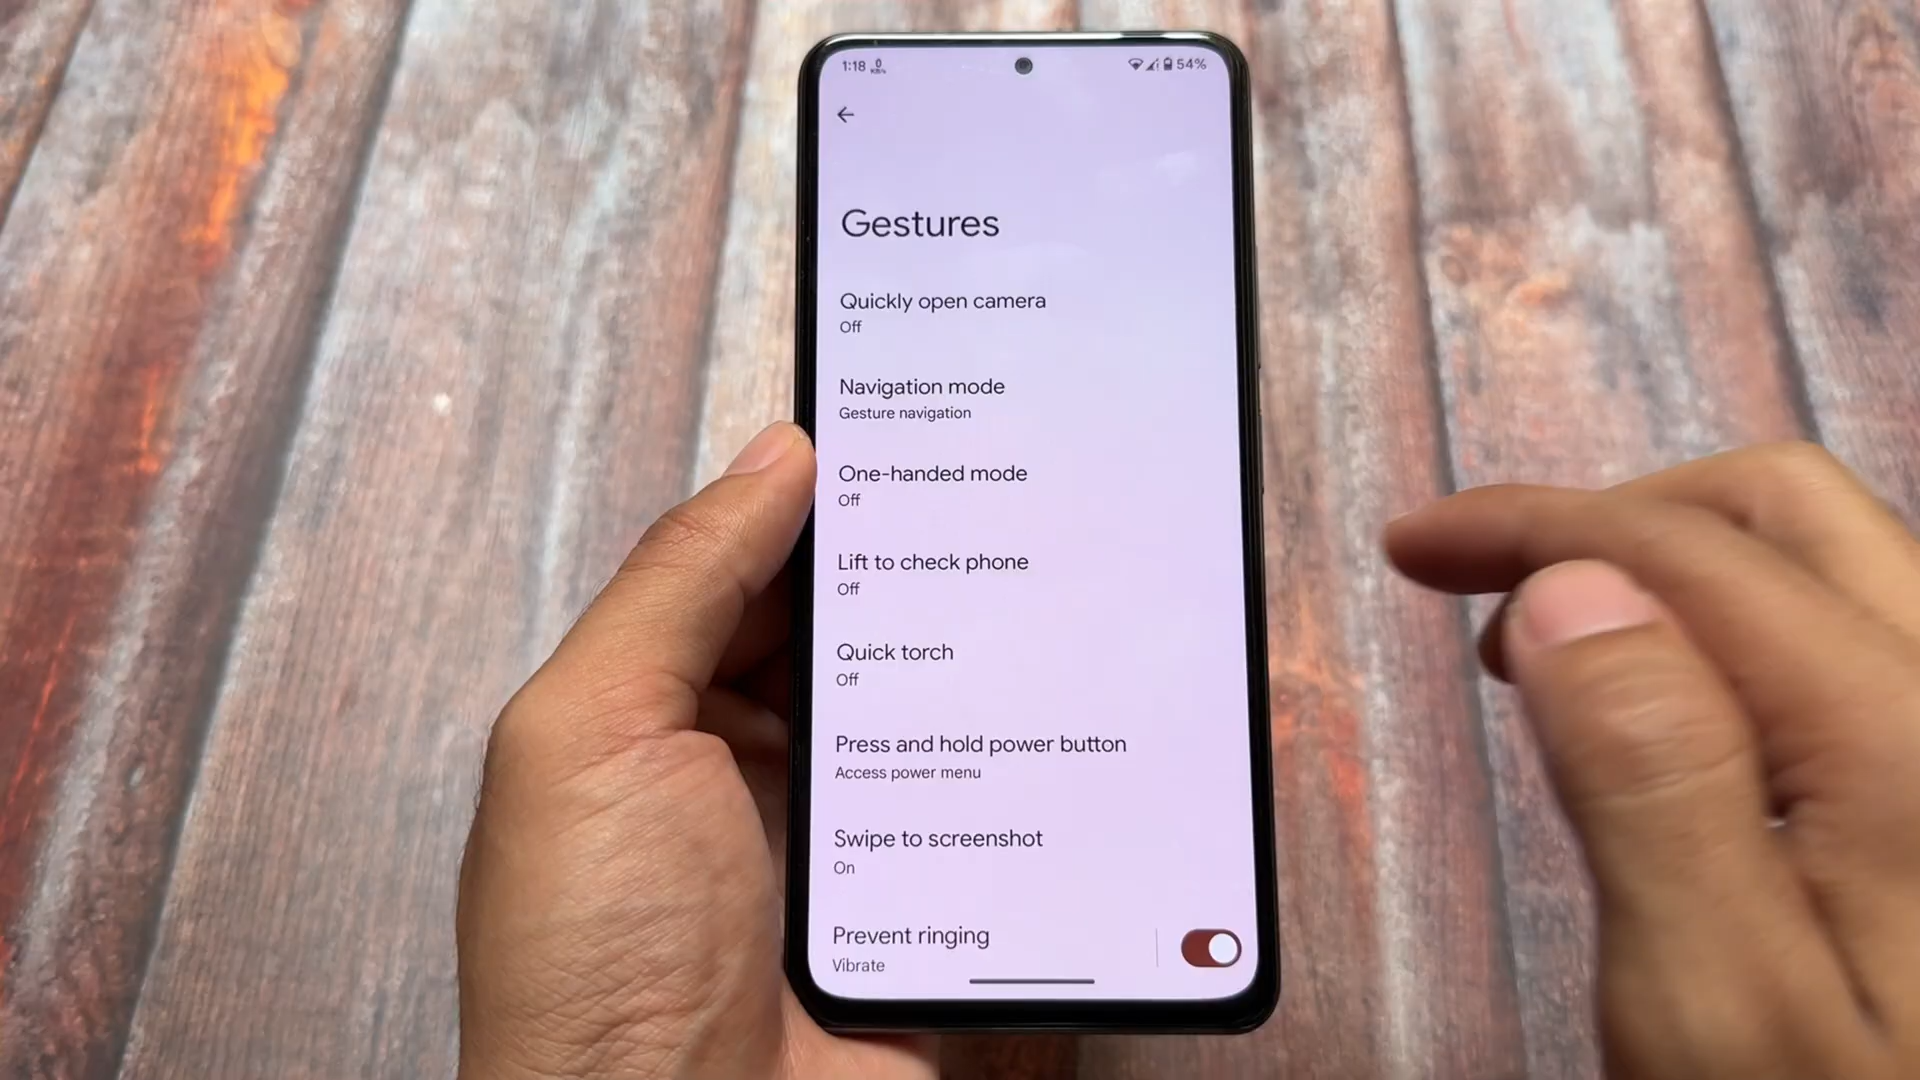 1:18 0 KB/s 54%
Gestures
Quickly open camera
Off
Navigation mode
Gesture navigation
One-handed mode
Off
Lift to check phone
Off
Quick torch
Off
Press and hold power button
Access power menu
Swipe to screenshot
On
Prevent ringing
Vibrate